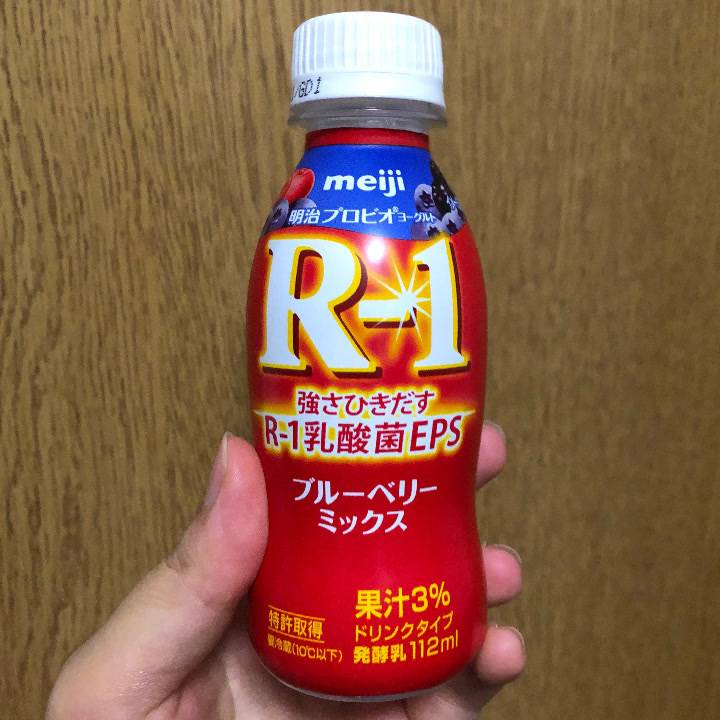 /GD1
meiji
明治プロビオ®ヨーグルト
R-1
強さひきだす
R-1乳酸菌EPS
ブルーベリー
ミックス
特許取得
要冷蔵(10℃以下)
果汁3%
ドリンクタイプ
発酵乳112ml